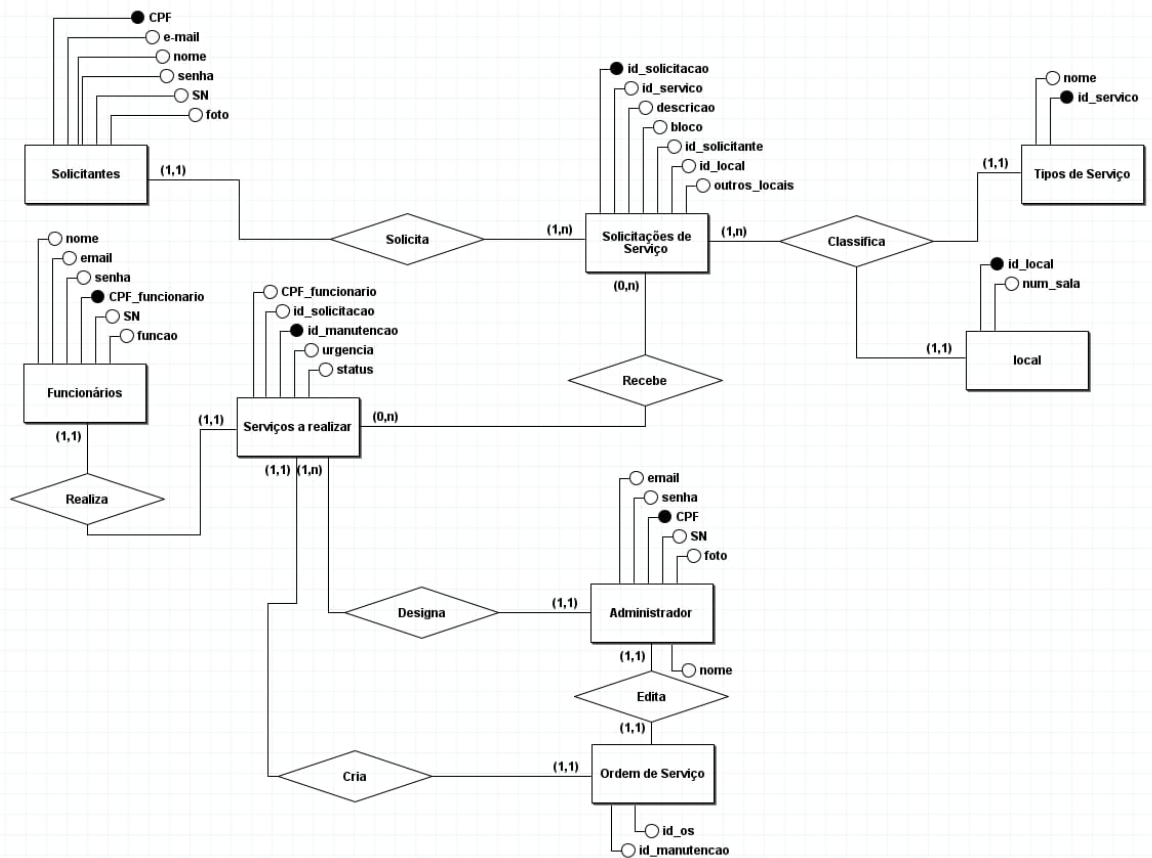 CPF
e-mail
nome
senha
SN
foto
Solicitantes
(1,1)
Solicita
(1,n)
id_solicitacao
id_servico
descricao
bloco
id_solicitante
id_local
outros_locais
Solicitações de
Serviço
(1,n)
(0,n)
Classifica
(1,1)
nome
id_servico
Tipos de Serviço
id_local
num_sala
(1,1)
local
nome
email
senha
CPF_funcionario
SN
funcao
Funcionários
(1,1)
Realiza
(1,1)
CPF_funcionario
id_solicitacao
id_manutencao
urgencia
status
Serviços a realizar
(0,n)
Recebe
(1,1)
(1,n)
Designa
(1,1)
email
senha
CPF
SN
foto
Administrador
(1,1)
nome
Edita
(1,1)
Cria
(1,1)
Ordem de Serviço
id_os
id_manutencao